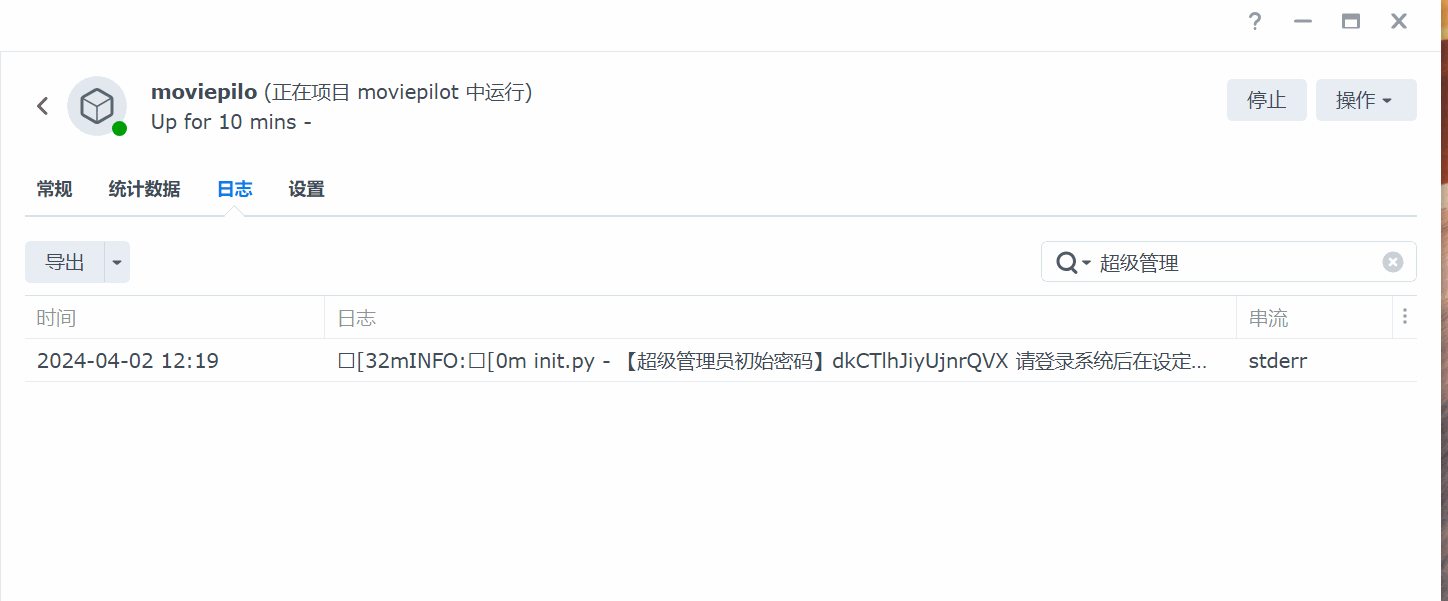 moviepilo (正在项目 moviepilot 中运行)
Up for 10 mins -
停止
操作
常规
统计数据
日志
设置
导出
超级管理
时间
日志
串流
2024-04-02 12:19
□[32mINFO:□[0m init.py - 【超级管理员初始密码】dkCTlhJiyUjnrQVX 请登录系统后在设定...
stderr